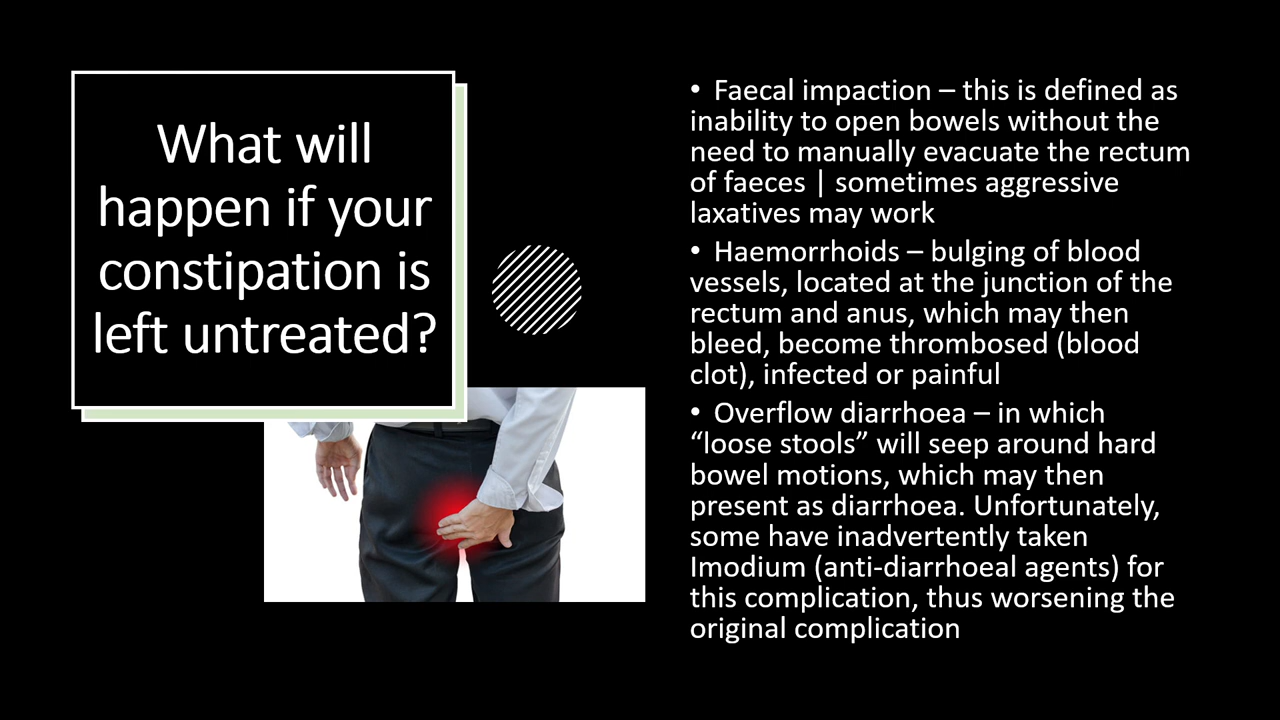 What will
happen if your
constipation is
left untreated?
• Faecal impaction – this is defined as
inability to open bowels without the
need to manually evacuate the rectum
of faeces | sometimes aggressive
laxatives may work
• Haemorrhoids – bulging of blood
vessels, located at the junction of the
rectum and anus, which may then
bleed, become thrombosed (blood
clot), infected or painful
• Overflow diarrhoea – in which
“loose stools” will seep around hard
bowel motions, which may then
present as diarrhoea. Unfortunately,
some have inadvertently taken
Imodium (anti-diarrhoeal agents) for
this complication, thus worsening the
original complication